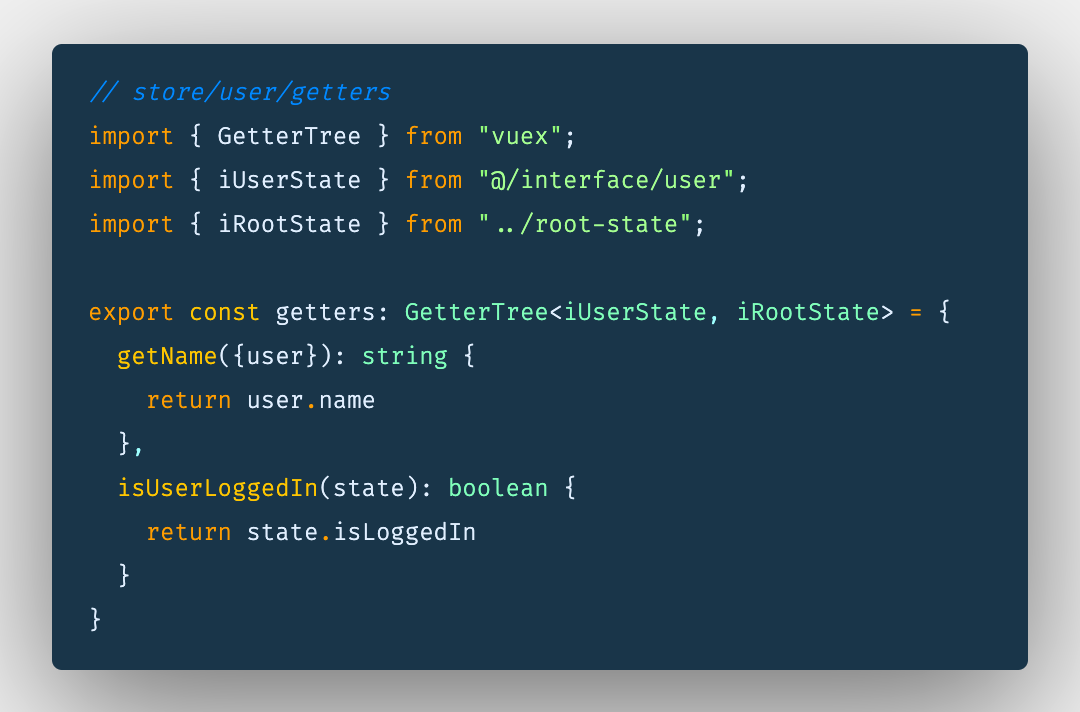 // store/user/getters
import { GetterTree } from "vuex";
import { iUserState } from "@/interface/user";
import { iRootState } from "../root-state";
export const getters: GetterTree<iUserState, iRootState> = {
  getName({user}): string {
    return user.name
  },
  isUserLoggedIn(state): boolean {
    return state.isLoggedIn
  }
}